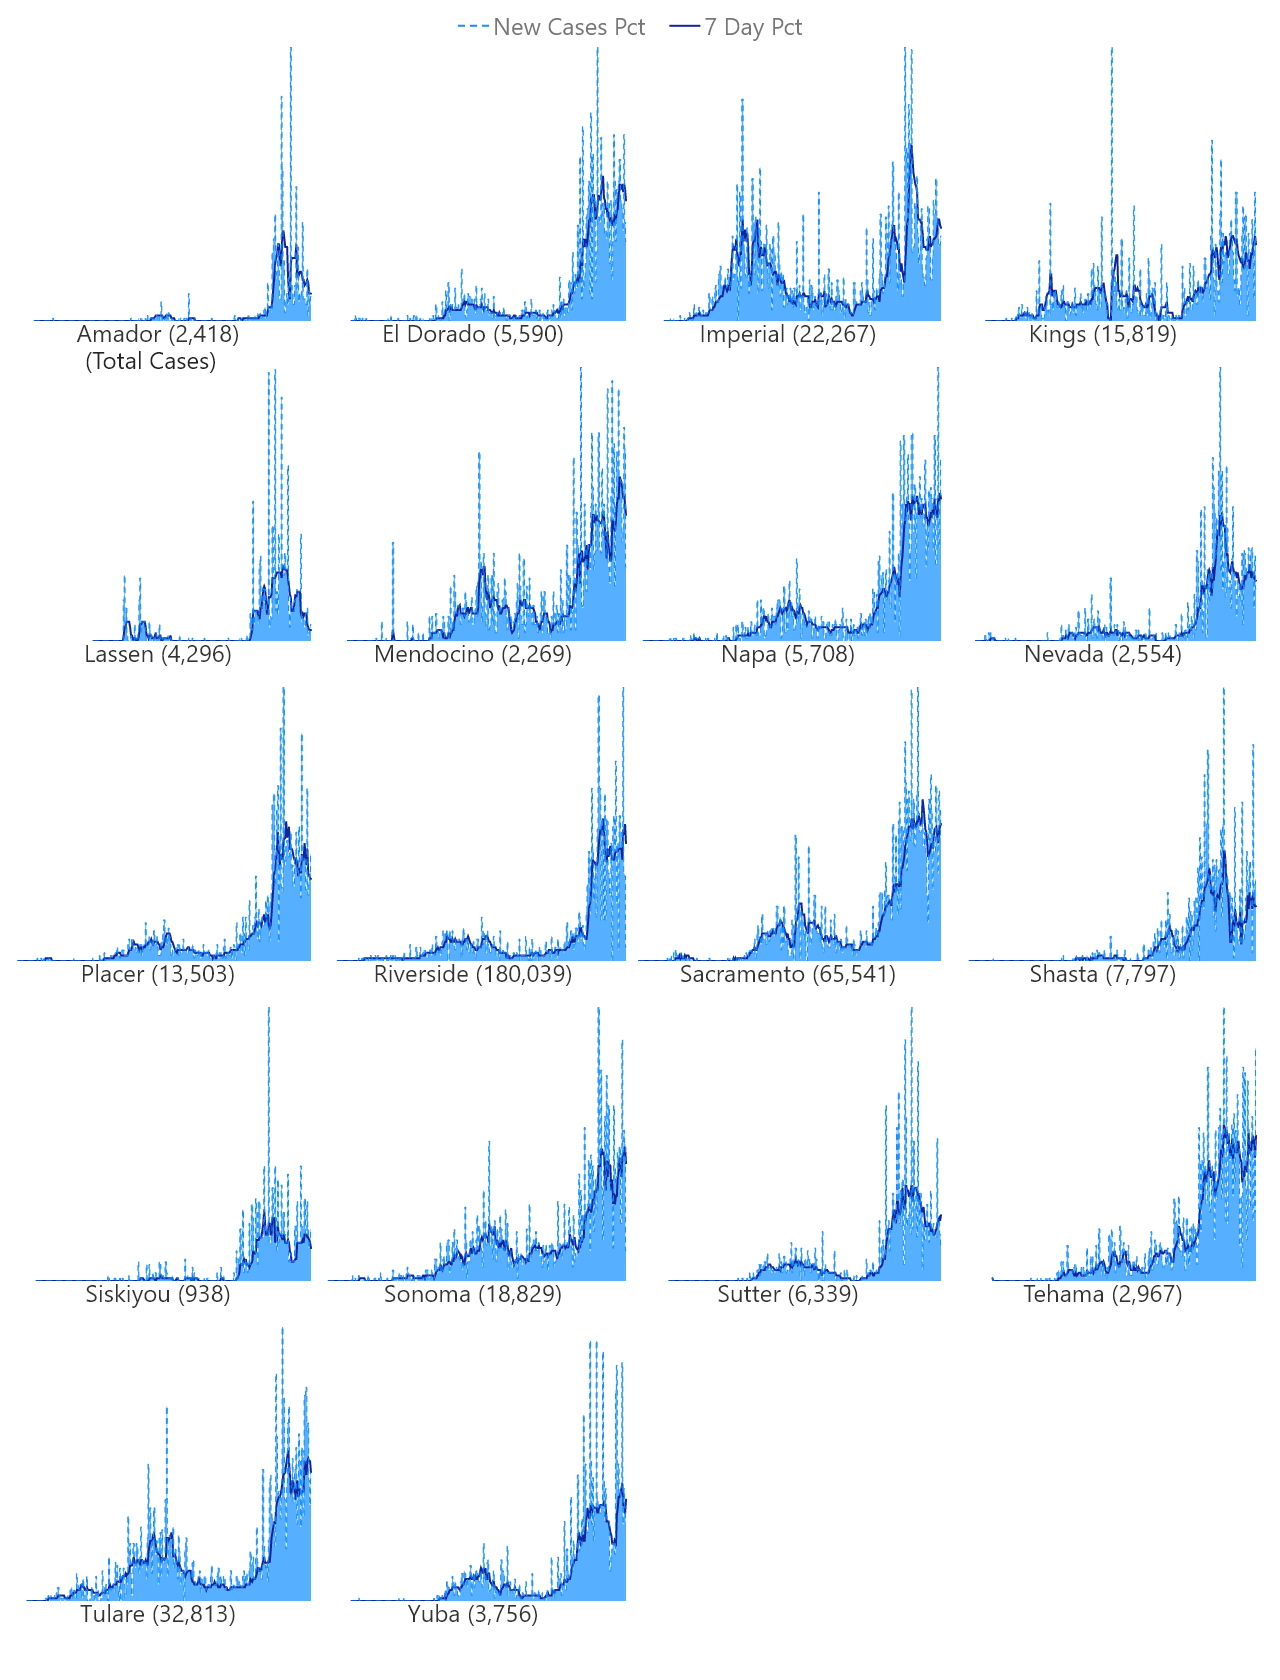 New Cases Pct 7 Day Pct
Amador (2,418) El Dorado (5,590) Imperial (22,267) Kings (15,819)
(Total Cases)
Lassen (4,296) Mendocino (2,269) Napa (5,708) Nevada (2,554)
Placer (13,503) Riverside (180,039) Sacramento (65,541) Shasta (7,797)
Siskiyou (938) Sonoma (18,829) Sutter (6,339) Tehama (2,967)
Tulare (32,813) Yuba (3,756)